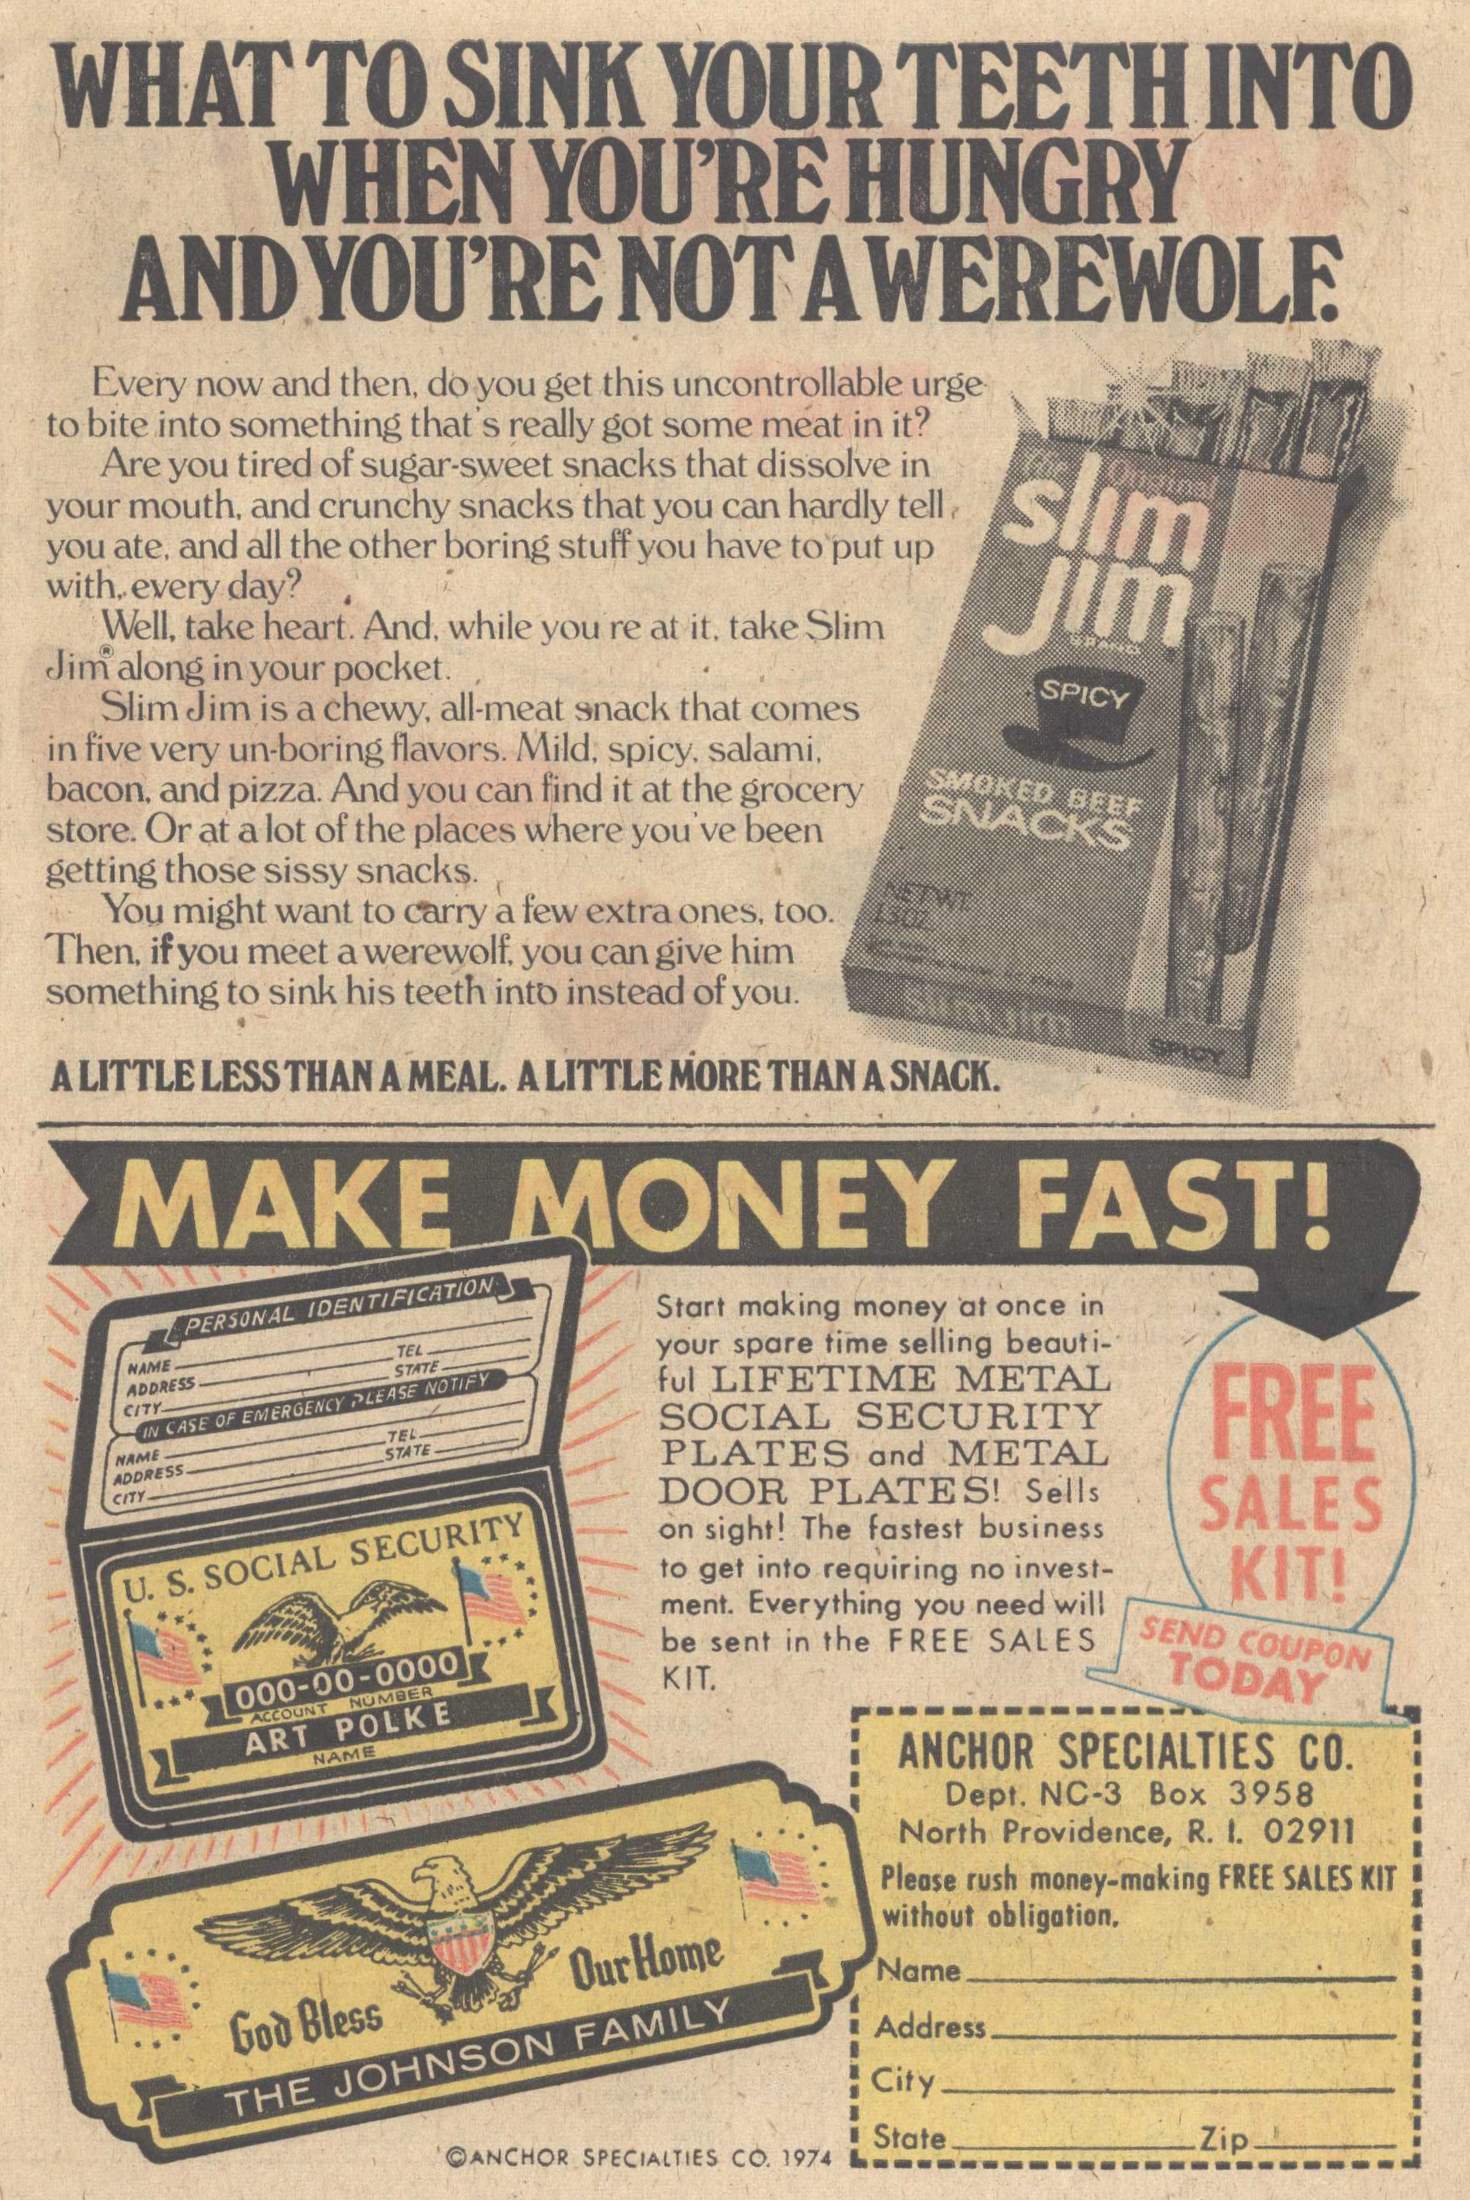 WHAT TO SINK YOUR TEETH INTO
WHEN YOU'RE HUNGRY
AND YOU'RE NOT A WEREWOLF.
Every now and then, do you get this uncontrollable urge
to bite into something that's really got some meat in it?
Are you tired of sugar-sweet snacks that dissolve in
your mouth, and crunchy snacks that you can hardly tell
you ate, and all the other boring stuff you have to put up
with, every day?
Well, take heart. And, while you're at it, take Slim
Jim® along in your pocket.
Slim Jim is a chewy, all-meat snack that comes
in five very un-boring flavors. Mild, spicy, salami,
bacon, and pizza. And you can find it at the grocery
store. Or at a lot of the places where you've been
getting those sissy snacks.
You might want to carry a few extra ones, too.
Then, if you meet a werewolf, you can give him
something to sink his teeth into instead of you.
A LITTLE LESS THAN A MEAL. A LITTLE MORE THAN A SNACK.
slim
jim
BRAND
SPICY
SMOKED BEEF
SNACKS
NET WT.
1.3 OZ.
SPICY
MAKE MONEY FAST!
PERSONAL IDENTIFICATION
NAME TEL
ADDRESS STATE
CITY
IN CASE OF EMERGENCY PLEASE NOTIFY
NAME TEL
ADDRESS STATE
CITY
U. S. SOCIAL SECURITY
000-00-0000
ACCOUNT NUMBER
ART POLKE
NAME
Start making money at once in
your spare time selling beauti-
ful LIFETIME METAL
SOCIAL SECURITY
PLATES and METAL
DOOR PLATES! Sells
on sight! The fastest business
to get into requiring no invest-
ment. Everything you need will
be sent in the FREE SALES
KIT.
FREE
SALES
KIT!
SEND COUPON
TODAY
God Bless Our Home
THE JOHNSON FAMILY
ANCHOR SPECIALTIES CO.
Dept. NC-3 Box 3958
North Providence, R. I. 02911
Please rush money-making FREE SALES KIT
without obligation.
Name
Address
City
State Zip
©ANCHOR SPECIALTIES CO. 1974